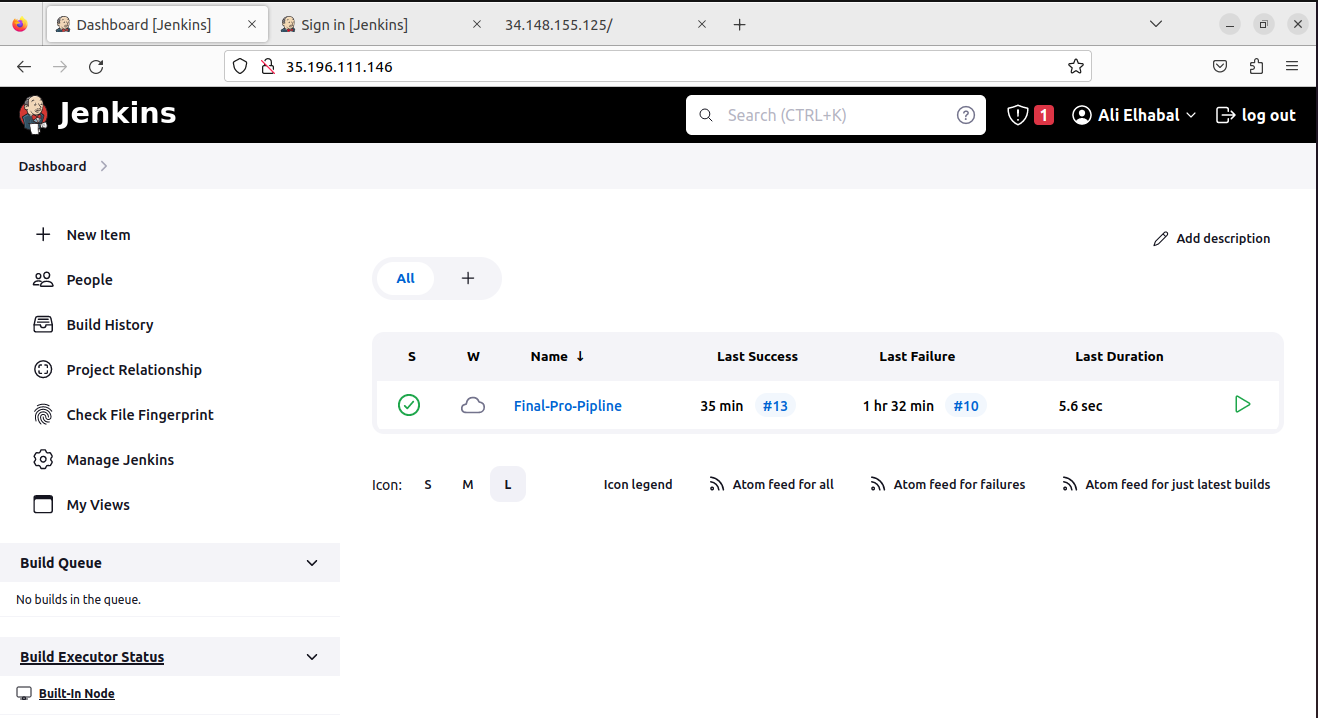 Dashboard [Jenkins] Sign in [Jenkins] 34.148.155.125/
35.196.111.146
Jenkins Search (CTRL+K) 1 Ali Elhabal log out
Dashboard
New Item
Add description
People
All +
Build History
S W Name ↓ Last Success Last Failure Last Duration
Project Relationship
Final-Pro-Pipline 35 min #13 1 hr 32 min #10 5.6 sec
Check File Fingerprint
Manage Jenkins
Icon: S M L Icon legend Atom feed for all Atom feed for failures Atom feed for just latest builds
My Views
Build Queue
No builds in the queue.
Build Executor Status
Built-In Node